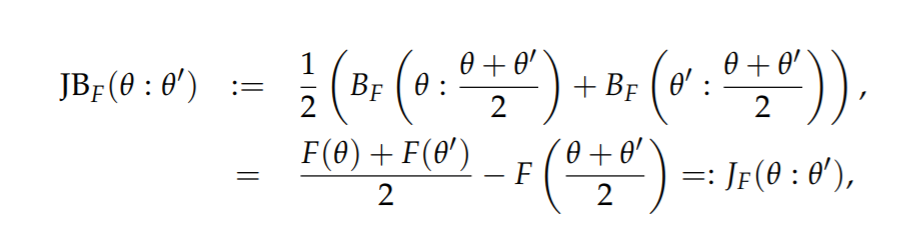 JB_F(θ : θ′) := 1/2 ( B_F ( θ : (θ + θ′)/2 ) + B_F ( θ′ : (θ + θ′)/2 ) ) ,
= (F(θ) + F(θ′))/2 − F ( (θ + θ′)/2 ) =: J_F(θ : θ′),